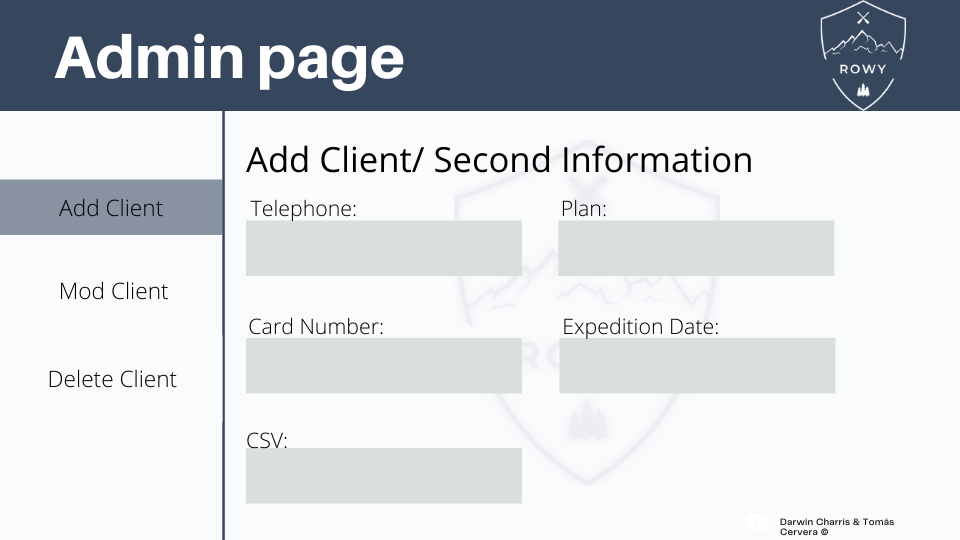 Admin page
ROWY
Add Client/ Second Information
Add Client
Mod Client
Delete Client
Telephone:
Plan:
Card Number:
Expedition Date:
CSV:
ROWY
Darwin Charris & Tomás
Cervera ©